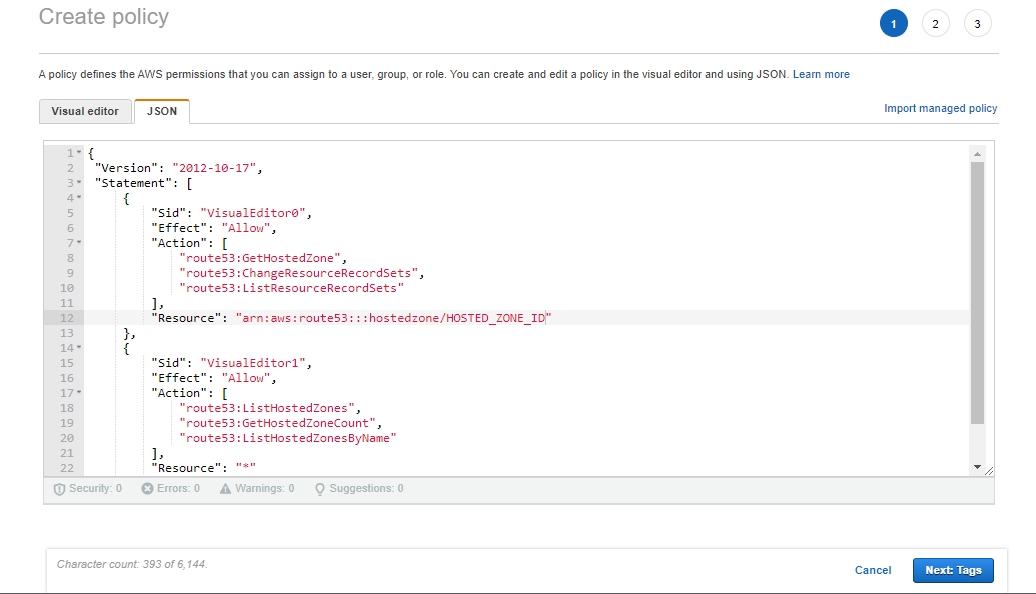 Create policy
1 2 3
A policy defines the AWS permissions that you can assign to a user, group, or role. You can create and edit a policy in the visual editor and using JSON. Learn more
Visual editor JSON Import managed policy
1 {
2 "Version": "2012-10-17",
3 "Statement": [
4 {
5 "Sid": "VisualEditor0",
6 "Effect": "Allow",
7 "Action": [
8 "route53:GetHostedZone",
9 "route53:ChangeResourceRecordSets",
10 "route53:ListResourceRecordSets"
11 ],
12 "Resource": "arn:aws:route53:::hostedzone/HOSTED_ZONE_ID"
13 },
14 {
15 "Sid": "VisualEditor1",
16 "Effect": "Allow",
17 "Action": [
18 "route53:ListHostedZones",
19 "route53:GetHostedZoneCount",
20 "route53:ListHostedZonesByName"
21 ],
22 "Resource": "*"
Security: 0 Errors: 0 Warnings: 0 Suggestions: 0
Character count: 393 of 6,144.
Cancel Next: Tags